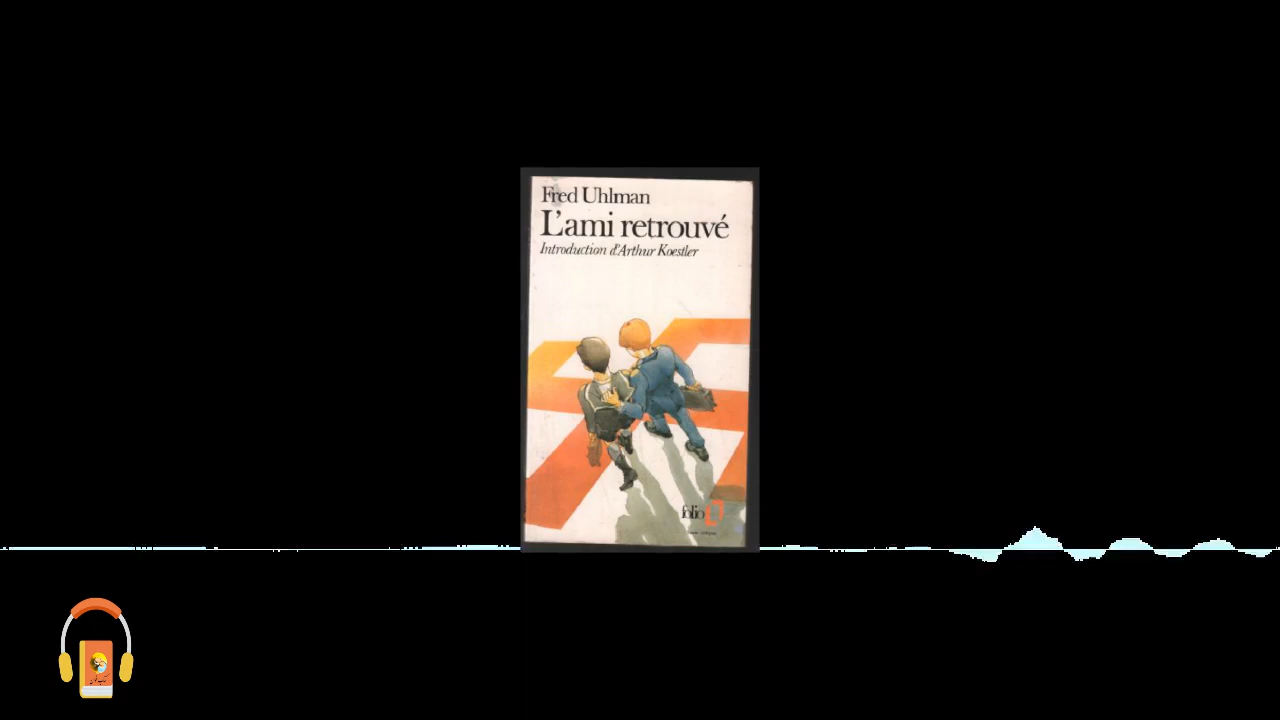 Fred Uhlman
L'ami retrouvé
Introduction d'Arthur Koestler
folio